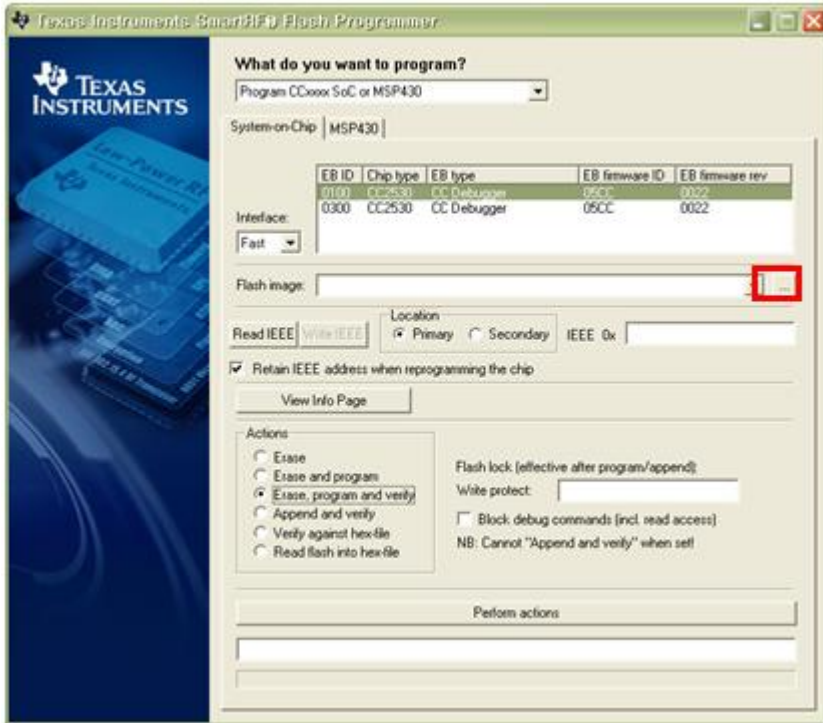 Texas Instruments SmartRF® Flash Programmer
TEXAS
INSTRUMENTS
Low-Power RF
Texas Instruments
What do you want to program?
Program CCxxxx SoC or MSP430
System-on-Chip MSP430
EB ID Chip type EB type EB firmware ID EB firmware rev
0100 CC2530 CC Debugger 05CC 0022
0300 CC2530 CC Debugger 05CC 0022
Interface:
Fast
Flash image: ...
Location
Read IEEE Write IEEE Primary Secondary IEEE 0x
Retain IEEE address when reprogramming the chip
View Info Page
Actions
Erase
Erase and program
Erase, program and verify
Append and verify
Verify against hex-file
Read flash into hex-file
Flash lock (effective after program/append):
Write protect:
Block debug commands (incl. read access)
NB: Cannot "Append and verify" when set!
Perform actions